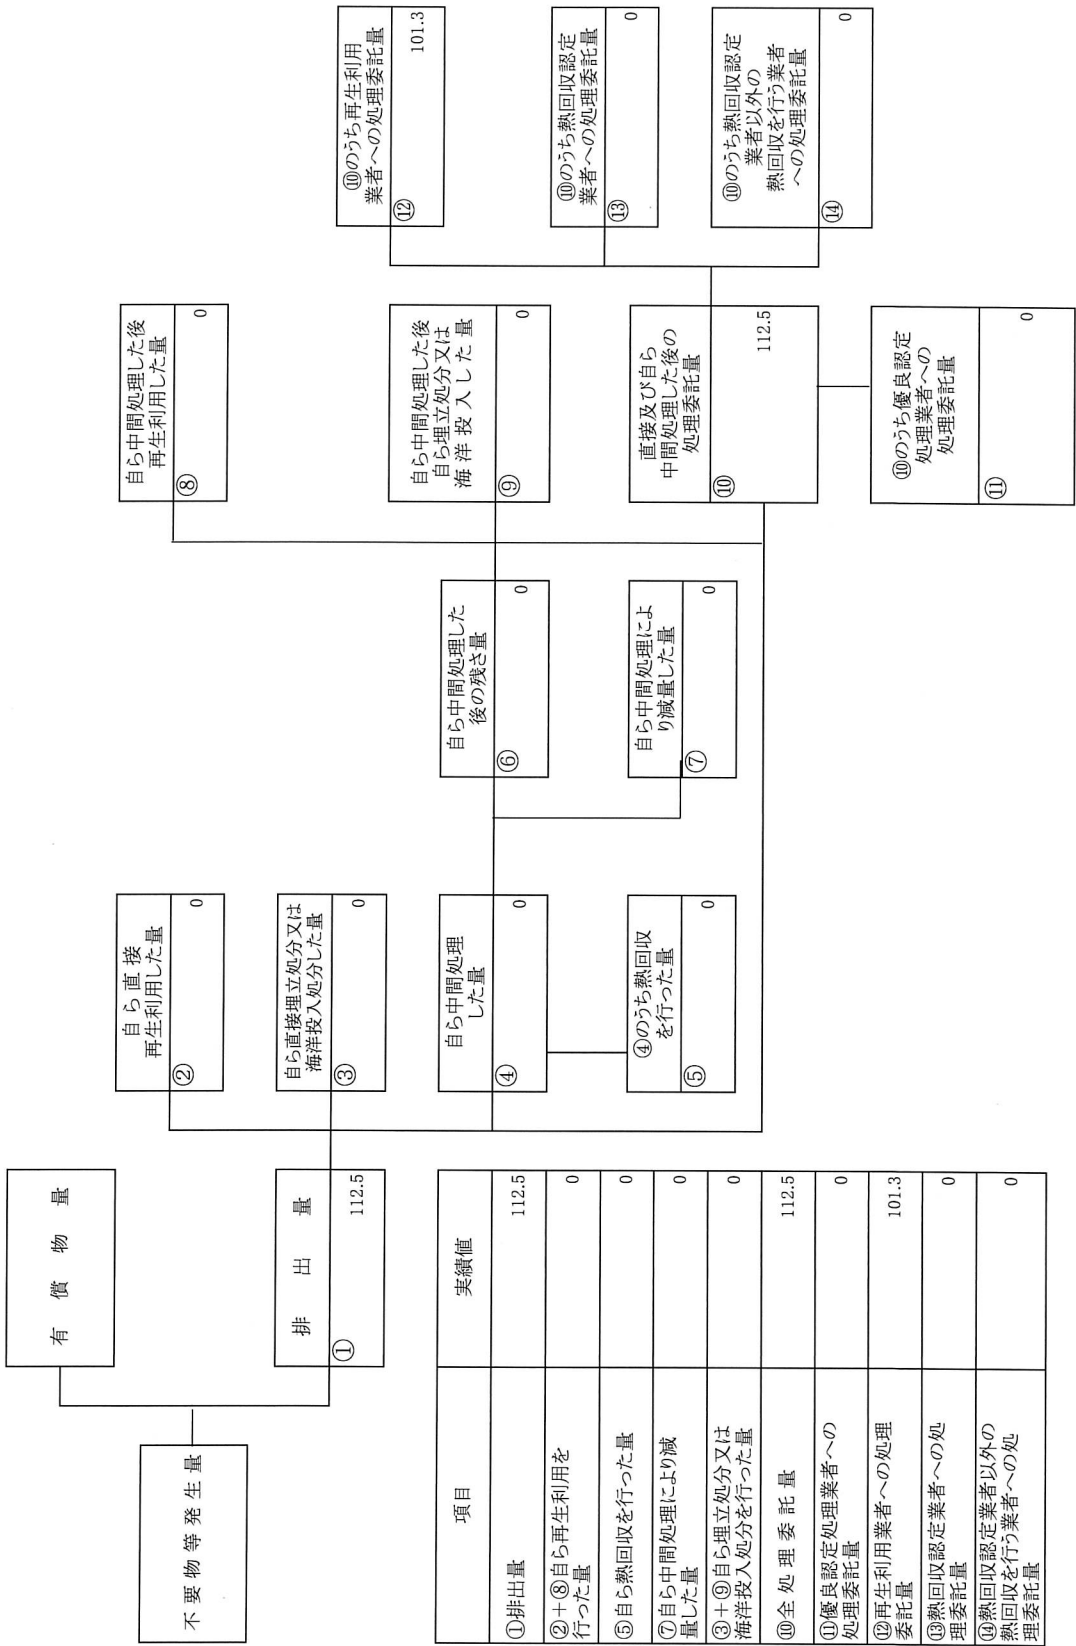 不要物等発生量
有償物量
排出量
①
112.5
自ら直接
再生利用した量
②
0
自ら直接埋立処分又は
海洋投入処分した量
③
0
自ら中間処理
した量
④
0
④のうち熱回収
を行った量
⑤
0
自ら中間処理した
後の残さ量
⑥
0
自ら中間処理によ
り減量した量
⑦
0
自ら中間処理した後
再生利用した量
⑧
0
自ら中間処理した後
自ら埋立処分又は
海洋投入した量
⑨
0
直接及び自ら
中間処理した後の
処理委託量
⑩
112.5
⑩のうち優良認定
処理業者への
処理委託量
⑪
0
⑩のうち再生利用
業者への処理委託量
⑫
101.3
⑩のうち熱回収認定
業者への処理委託量
⑬
0
⑩のうち熱回収認定
業者以外の
熱回収を行う業者
への処理委託量
⑭
0
項目 実績値
①排出量 112.5
②+⑧自ら再生利用を
行った量 0
⑤自ら熱回収を行った量 0
⑦自ら中間処理により減
量した量 0
③+⑨自ら埋立処分又は
海洋投入処分を行った量 0
⑩全処理委託量 112.5
⑪優良認定処理業者への
処理委託量 0
⑫再生利用業者への処理
委託量 101.3
⑬熱回収認定業者への処
理委託量 0
⑭熱回収認定業者以外の
熱回収を行う業者への処
理委託量 0